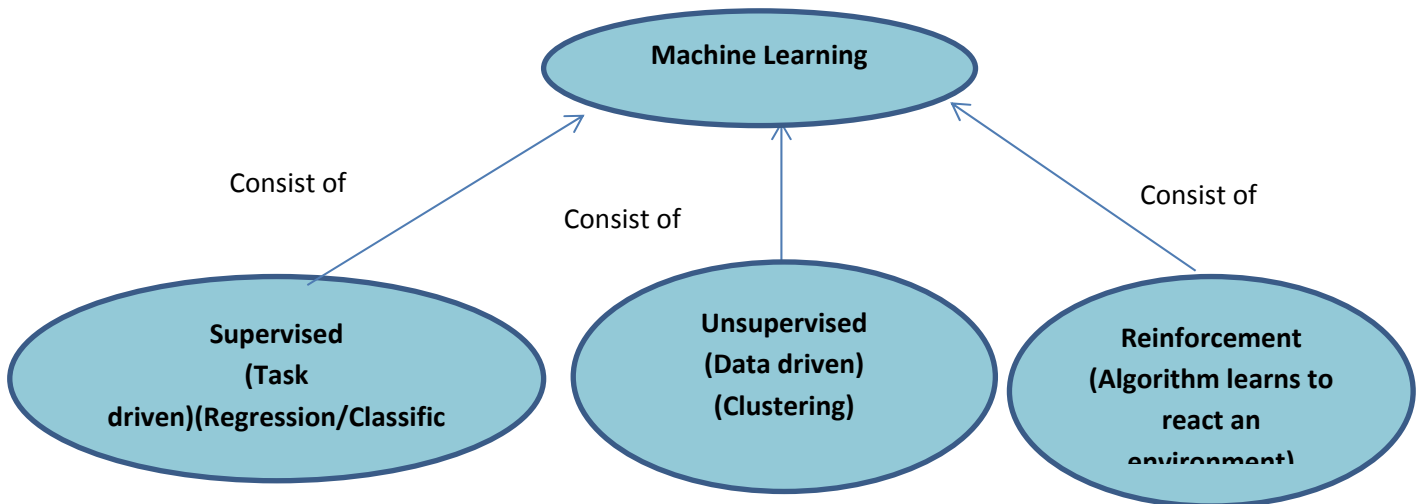 Machine Learning
Consist of
Consist of
Consist of
Supervised
(Task
driven)(Regression/Classific
Unsupervised
(Data driven)
(Clustering)
Reinforcement
(Algorithm learns to
react an
environment)